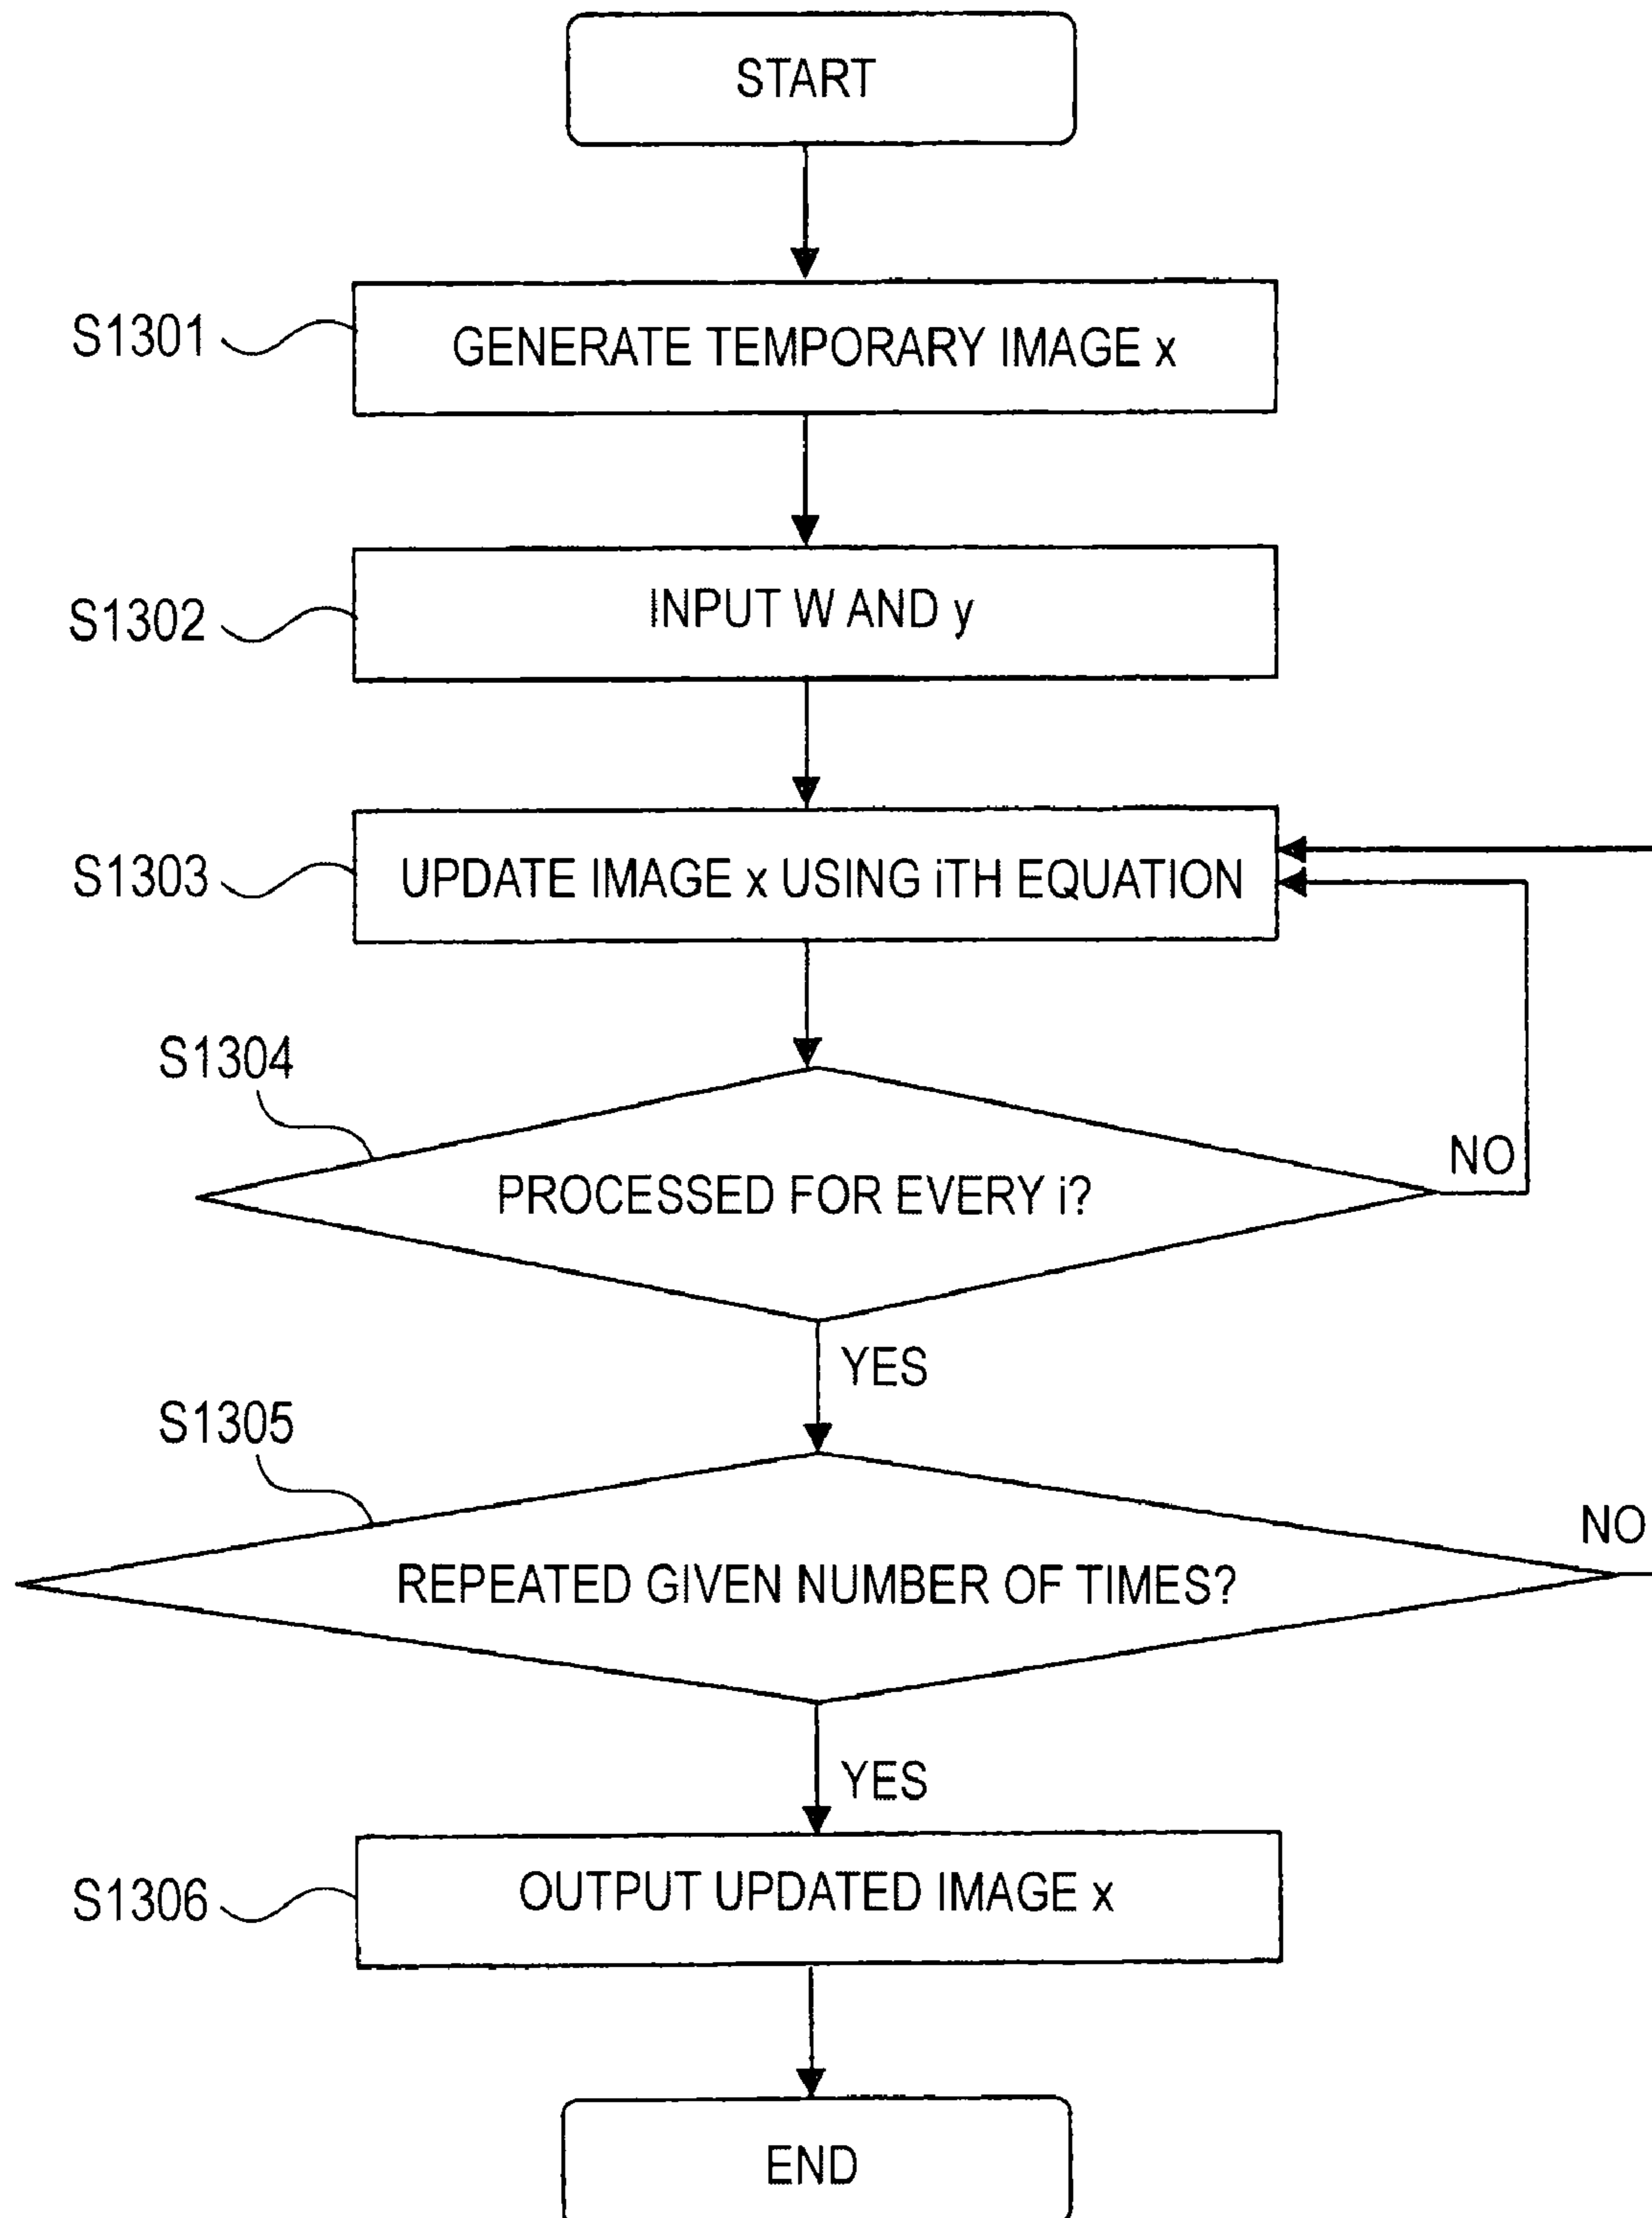 START
S1301
GENERATE TEMPORARY IMAGE x
S1302
INPUT W AND y
S1303
UPDATE IMAGE x USING iTH EQUATION
S1304
PROCESSED FOR EVERY i?
NO
YES
S1305
REPEATED GIVEN NUMBER OF TIMES?
NO
YES
S1306
OUTPUT UPDATED IMAGE x
END